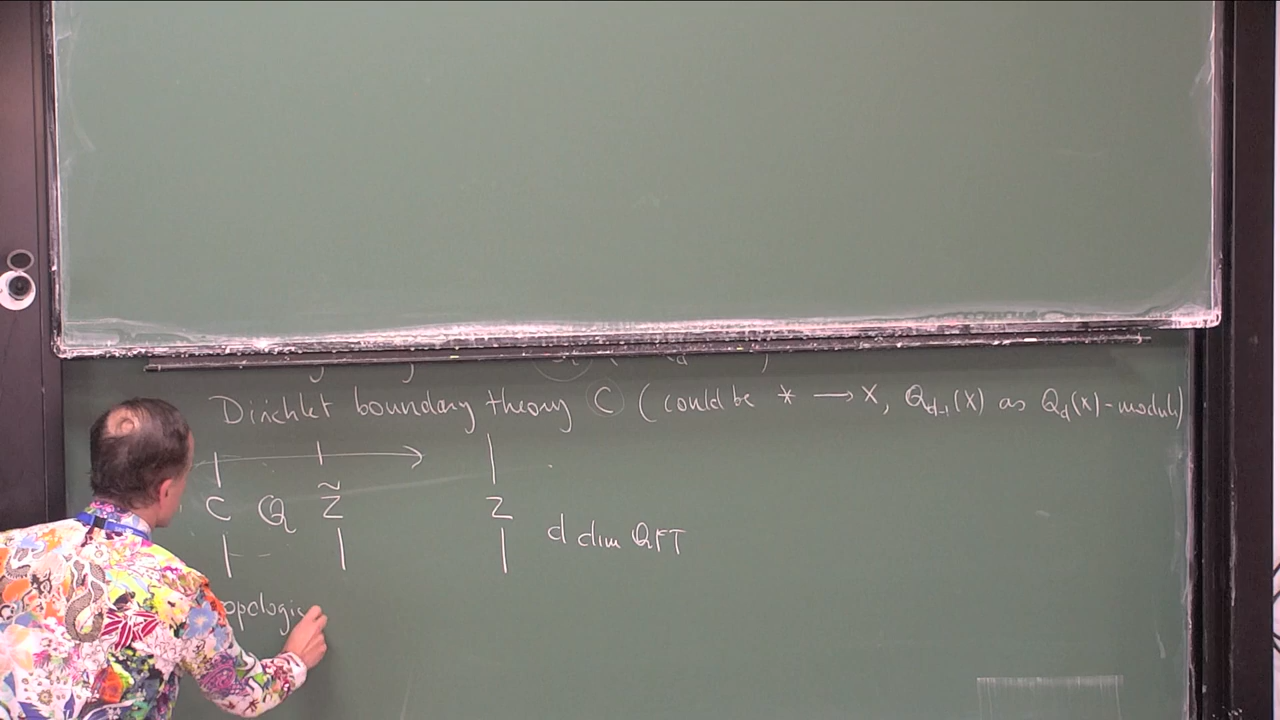 Dirichlet boundary theory C (could be * → X, Q_{d-1}(X) as Q_d(X)-module)
C Q Z̃ Z
d dim QFT
opologic